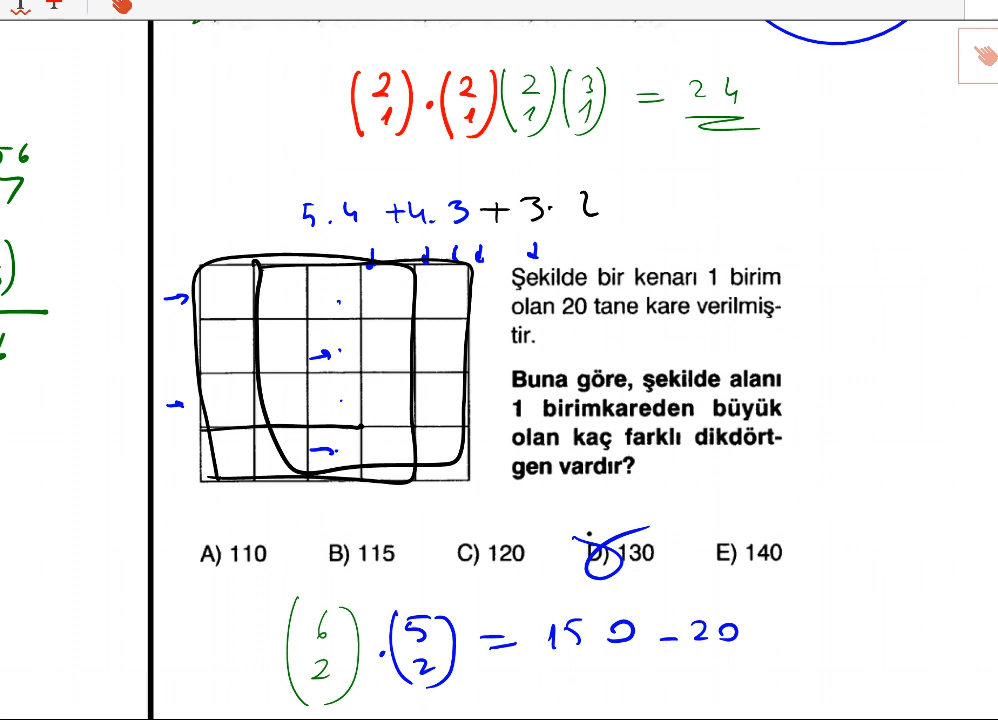 (2 1) . (2 1) (2 1) (3 1) = 24
56
7
5.4 +4.3 + 3.2
Şekilde bir kenarı 1 birim
olan 20 tane kare verilmiş-
tir.
Buna göre, şekilde alanı
1 birimkareden büyük
olan kaç farklı dikdört-
gen vardır?
A) 110 B) 115 C) 120 D) 130 E) 140
(6 2) . (5 2) = 150 - 20